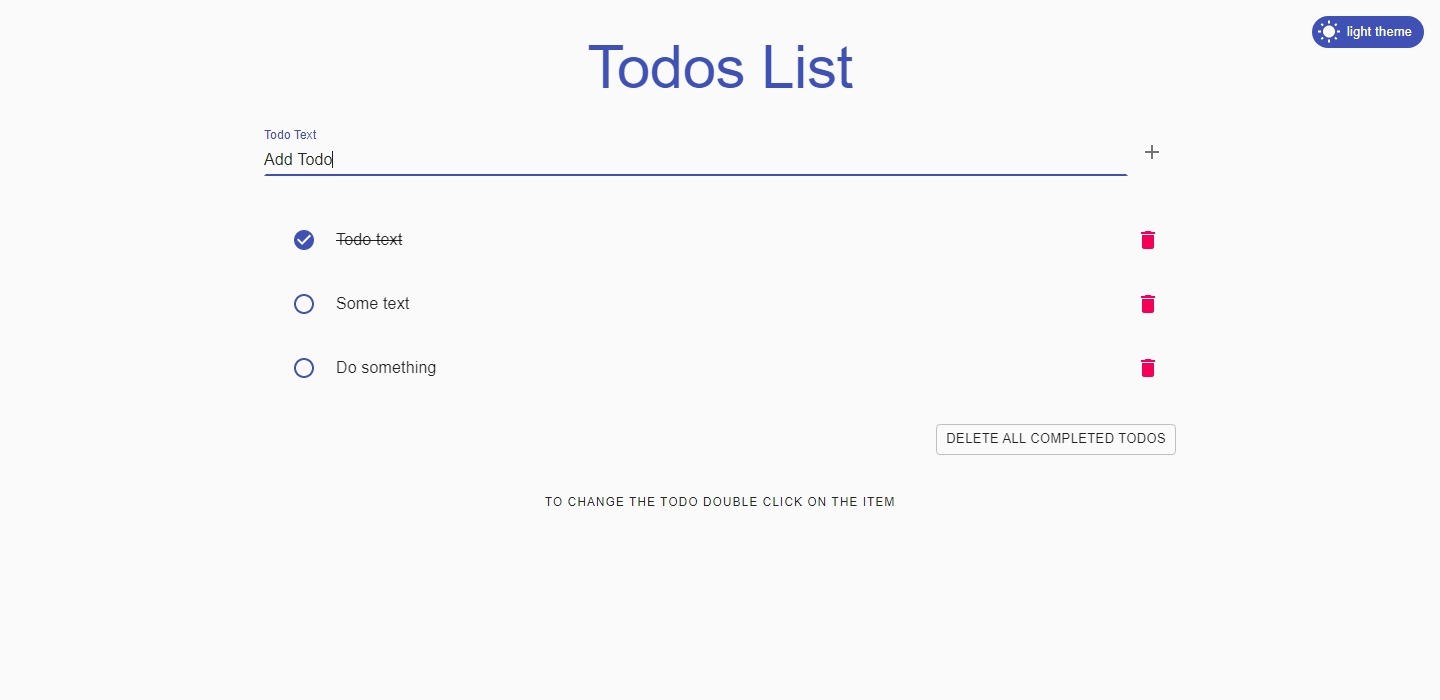 light theme
Todos List
Todo Text
Add Todo
Todo text
Some text
Do something
DELETE ALL COMPLETED TODOS
TO CHANGE THE TODO DOUBLE CLICK ON THE ITEM